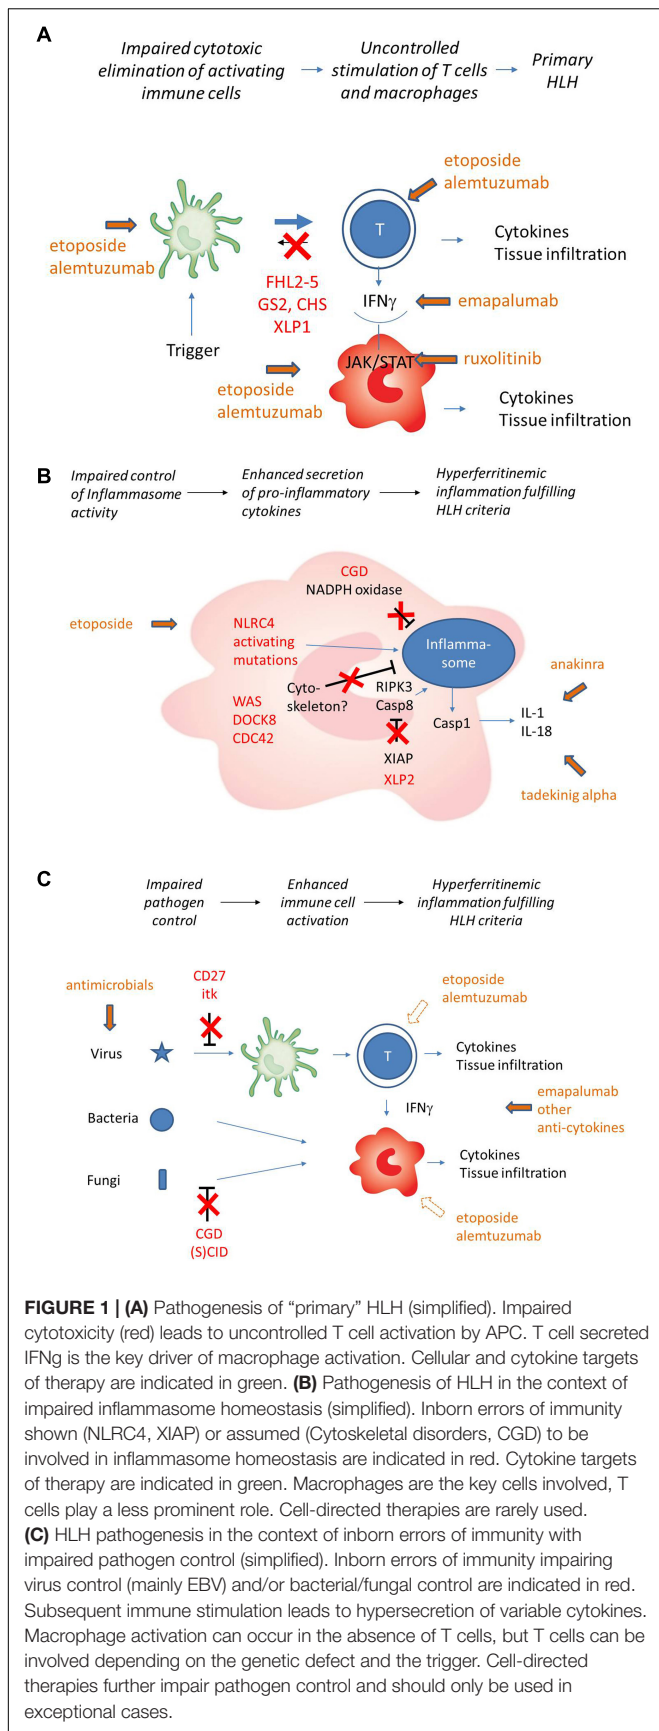 A
Impaired cytotoxic
elimination of activating
immune cells
Uncontrolled
stimulation of T cells
and macrophages
Primary
HLH
etoposide
alemtuzumab
etoposide
alemtuzumab
T
Cytokines
Tissue infiltration
FHL2-5
GS2, CHS
XLP1
IFNγ
emapalumab
Trigger
JAK/STAT
ruxolitinib
etoposide
alemtuzumab
Cytokines
Tissue infiltration
B
Impaired control
of Inflammasome
activity
Enhanced secretion
of pro-inflammatory
cytokines
Hyperferritinemic
inflammation fulfilling
HLH criteria
CGD
NADPH oxidase
etoposide
NLRC4
activating
mutations
Inflamma-
some
anakinra
Cyto-
skeleton?
RIPK3
Casp8
WAS
DOCK8
CDC42
Casp1
IL-1
IL-18
XIAP
XLP2
tadekinig alpha
C
Impaired
pathogen
control
Enhanced
immune cell
activation
Hyperferritinemic
inflammation fulfilling
HLH criteria
antimicrobials
CD27
itk
etoposide
alemtuzumab
Virus
T
Cytokines
Tissue infiltration
Bacteria
IFNγ
emapalumab
other
anti-cytokines
Fungi
Cytokines
Tissue infiltration
CGD
(S)CID
etoposide
alemtuzumab
FIGURE 1 | (A) Pathogenesis of “primary” HLH (simplified). Impaired
cytotoxicity (red) leads to uncontrolled T cell activation by APC. T cell secreted
IFNg is the key driver of macrophage activation. Cellular and cytokine targets
of therapy are indicated in green. (B) Pathogenesis of HLH in the context of
impaired inflammasome homeostasis (simplified). Inborn errors of immunity
shown (NLRC4, XIAP) or assumed (Cytoskeletal disorders, CGD) to be
involved in inflammasome homeostasis are indicated in red. Cytokine targets
of therapy are indicated in green. Macrophages are the key cells involved, T
cells play a less prominent role. Cell-directed therapies are rarely used.
(C) HLH pathogenesis in the context of inborn errors of immunity with
impaired pathogen control (simplified). Inborn errors of immunity impairing
virus control (mainly EBV) and/or bacterial/fungal control are indicated in red.
Subsequent immune stimulation leads to hypersecretion of variable cytokines.
Macrophage activation can occur in the absence of T cells, but T cells can be
involved depending on the genetic defect and the trigger. Cell-directed
therapies further impair pathogen control and should only be used in
exceptional cases.